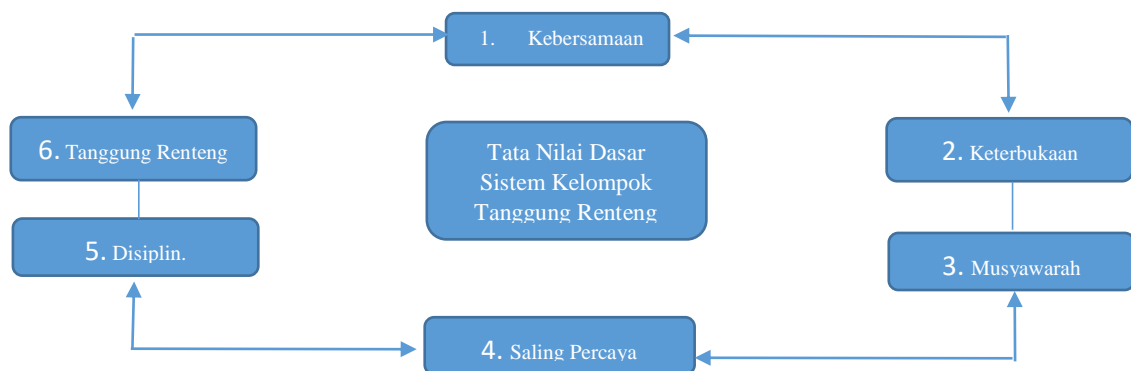 1. Kebersamaan
6. Tanggung Renteng
Tata Nilai Dasar
Sistem Kelompok
Tanggung Renteng
2. Keterbukaan
5. Disiplin.
3. Musyawarah
4. Saling Percaya